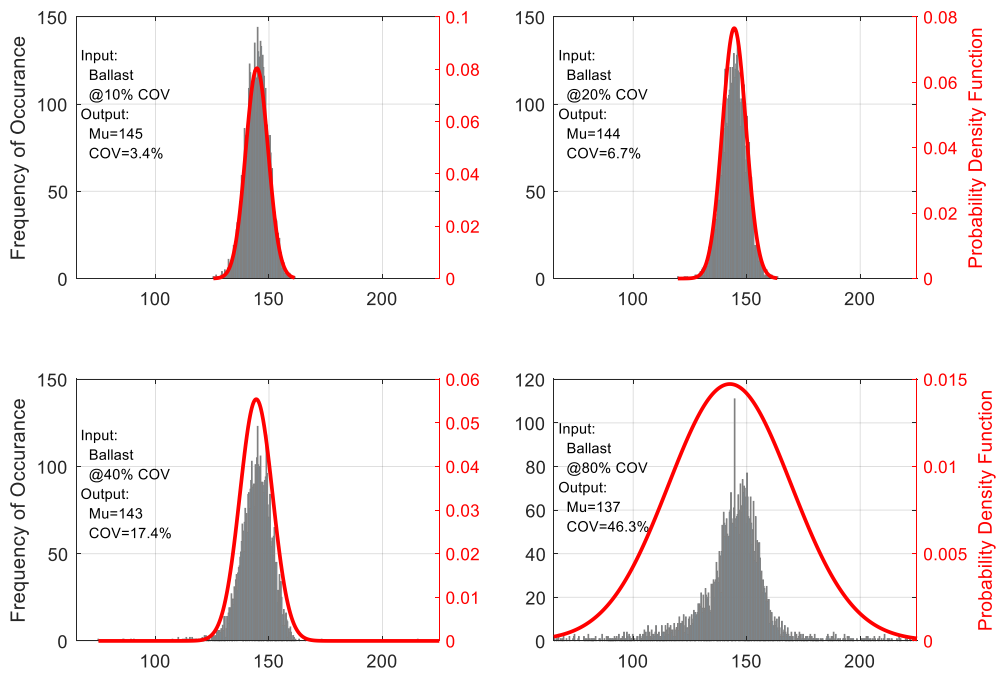 150
100
50
0
Frequency of Occurance
Input:
Ballast
@10% COV
Output:
Mu=145
COV=3.4%
0.1
0.08
0.06
0.04
0.02
0
100
150
200
150
100
50
0
Input:
Ballast
@20% COV
Output:
Mu=144
COV=6.7%
0.08
0.06
0.04
0.02
0
Probability Density Function
100
150
200
150
100
50
0
Frequency of Occurance
Input:
Ballast
@40% COV
Output:
Mu=143
COV=17.4%
0.06
0.05
0.04
0.03
0.02
0.01
0
100
150
200
120
100
80
60
40
20
0
Input:
Ballast
@80% COV
Output:
Mu=137
COV=46.3%
0.015
0.01
0.005
0
Probability Density Function
100
150
200